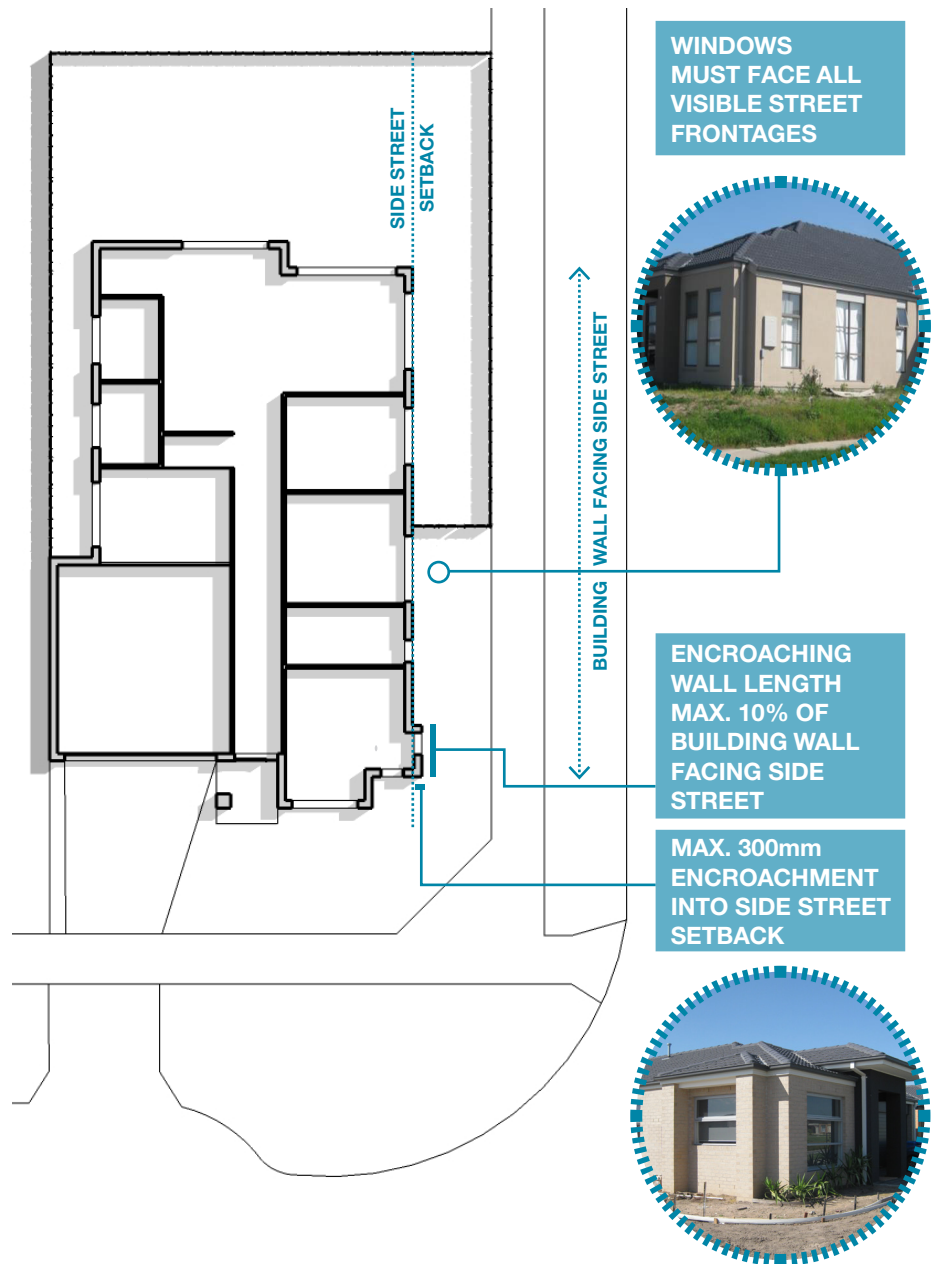 WINDOWS
MUST FACE ALL
VISIBLE STREET
FRONTAGES
SIDE STREET
SETBACK
BUILDING WALL FACING SIDE STREET
ENCROACHING
WALL LENGTH
MAX. 10% OF
BUILDING WALL
FACING SIDE
STREET
MAX. 300mm
ENCROACHMENT
INTO SIDE STREET
SETBACK